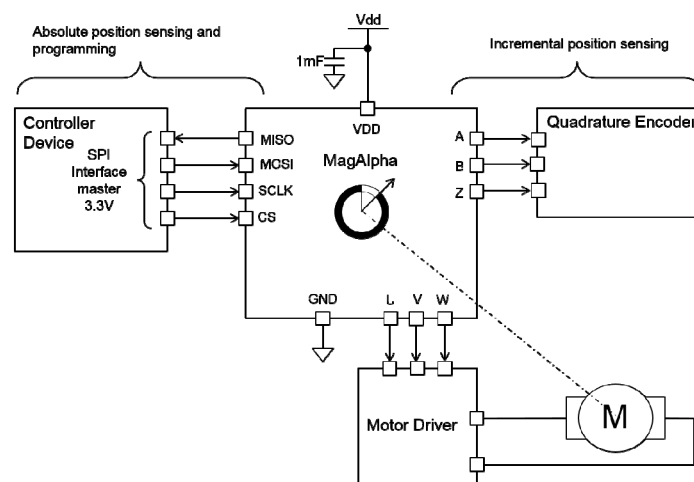 Vdd
Absolute position sensing and
programming
Incremental position sensing
1mF
Controller
Device
SPI
Interface
master
3.3V
MISO
MOSI
SCLK
CS
VDD
MagAlpha
A
B
Z
Quadrature Encoder
GND
U
V
W
Motor Driver
M